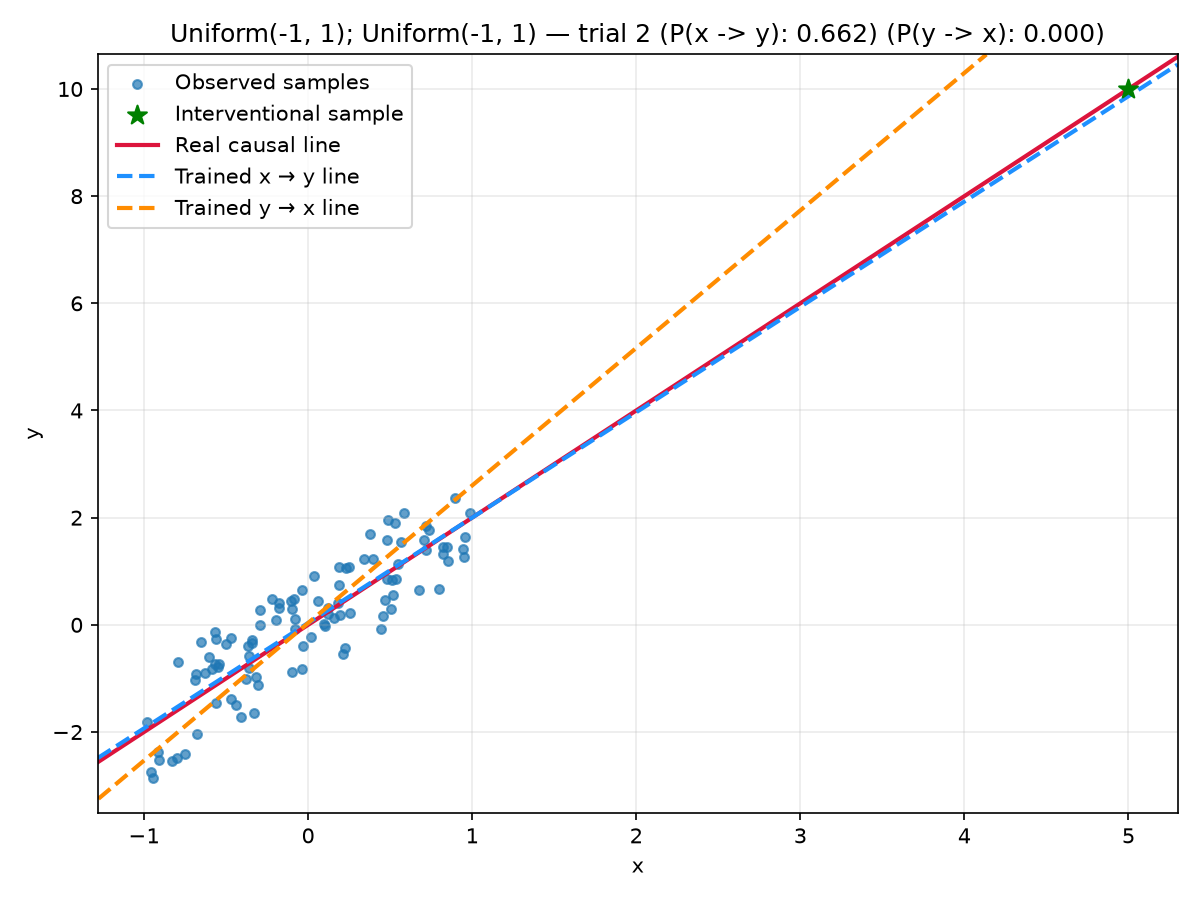 Uniform(-1, 1); Uniform(-1, 1) — trial 2 (P(x -> y): 0.662) (P(y -> x): 0.000)
Observed samples
Interventional sample
Real causal line
Trained x → y line
Trained y → x line
10
8
6
4
2
0
−2
y
−1
0
1
2
3
4
5
x